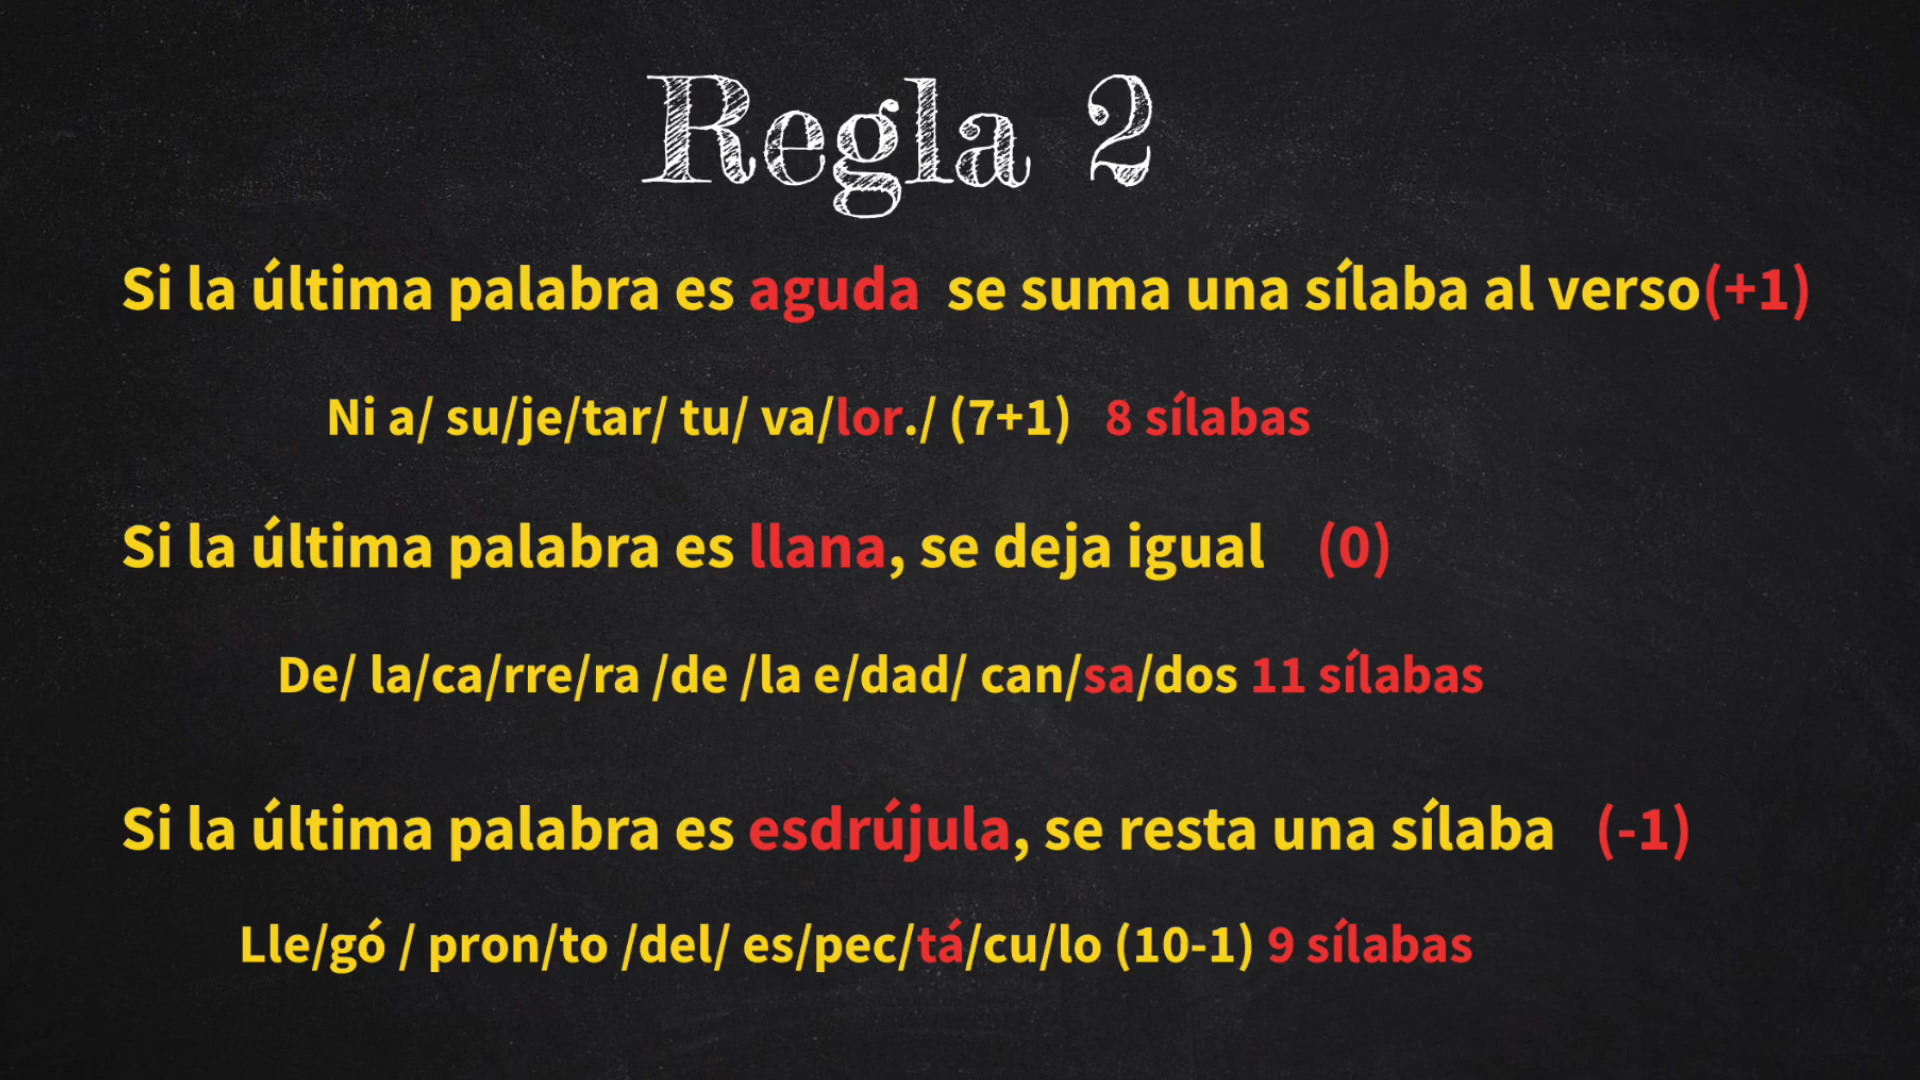 Regla 2
Si la última palabra es aguda se suma una sílaba al verso(+1)
Ni a/ su/je/tar/ tu/ va/lor./ (7+1) 8 sílabas
Si la última palabra es llana, se deja igual (0)
De/ la/ca/rre/ra /de /la e/dad/ can/sa/dos 11 sílabas
Si la última palabra es esdrújula, se resta una sílaba (-1)
Lle/gó / pron/to /del/ es/pec/tá/cu/lo (10-1) 9 sílabas